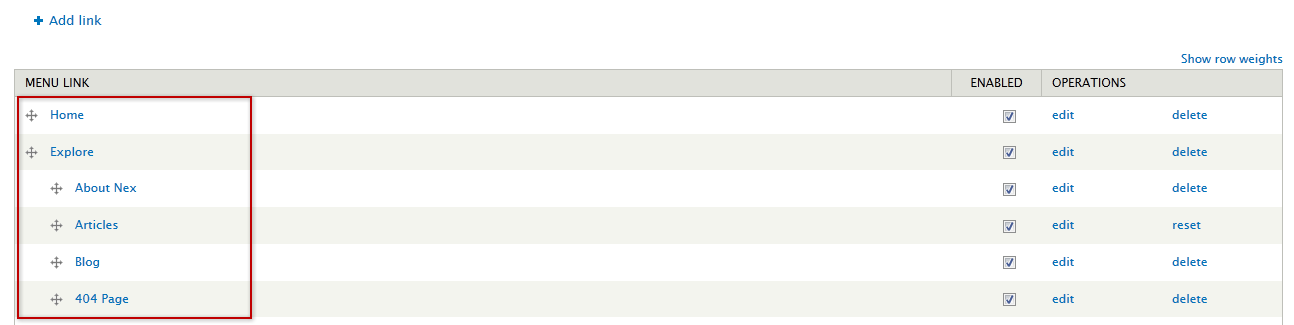 Add link
Show row weights
MENU LINK ENABLED OPERATIONS
Home edit delete
Explore edit delete
About Nex edit delete
Articles edit reset
Blog edit delete
404 Page edit delete